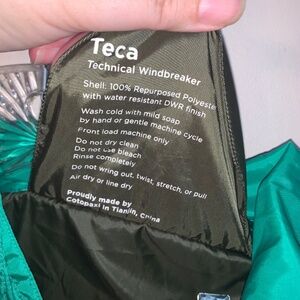 Teca
Technical Windbreaker
Shell: 100% Repurposed Polyester
with water resistant DWR finish
Wash cold with mild soap
by hand or gentle machine cycle
Front load machine only
Do not dry clean
Do not use bleach
Rinse completely
Do not wring out, twist, stretch, or pull
Air dry or line dry
Proudly made by
Cotopaxi in Tianjin, China